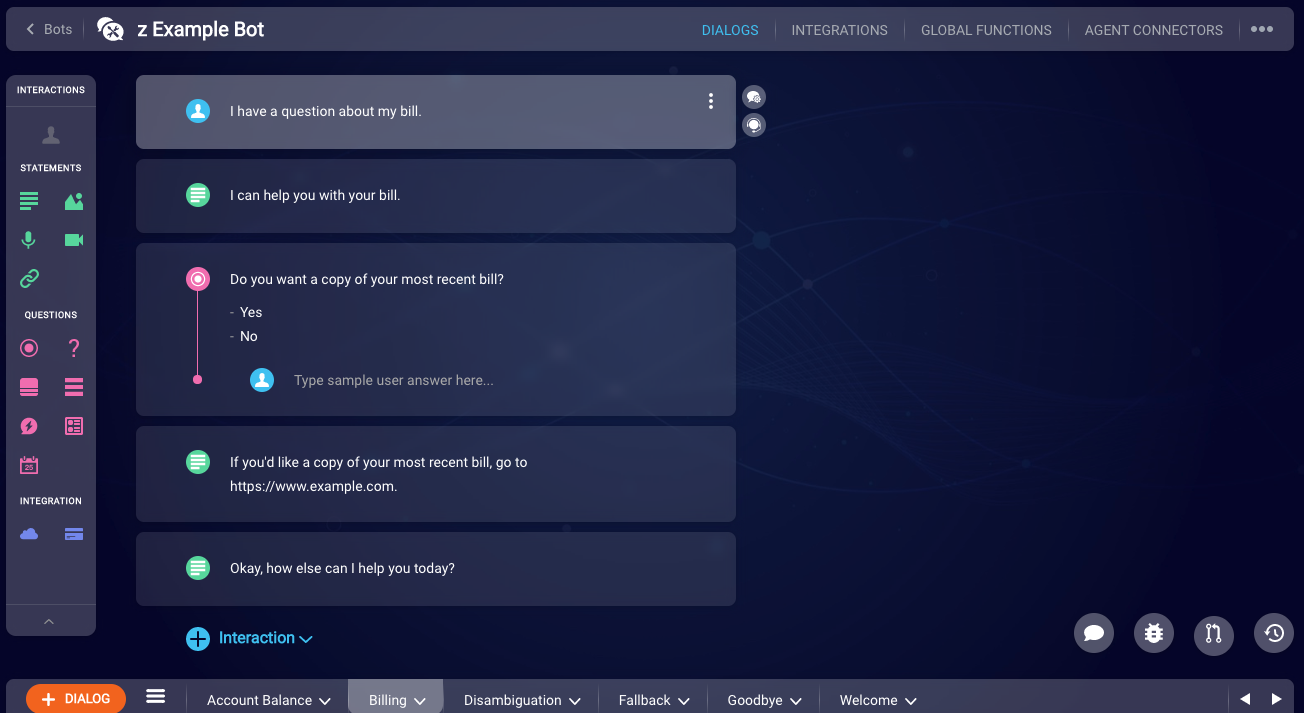 Bots
z Example Bot
DIALOGS
INTEGRATIONS
GLOBAL FUNCTIONS
AGENT CONNECTORS
INTERACTIONS
STATEMENTS
QUESTIONS
25
INTEGRATION
I have a question about my bill.
I can help you with your bill.
Do you want a copy of your most recent bill?
- Yes
- No
Type sample user answer here...
If you'd like a copy of your most recent bill, go to
https://www.example.com.
Okay, how else can I help you today?
Interaction
DIALOG
Account Balance
Billing
Disambiguation
Fallback
Goodbye
Welcome